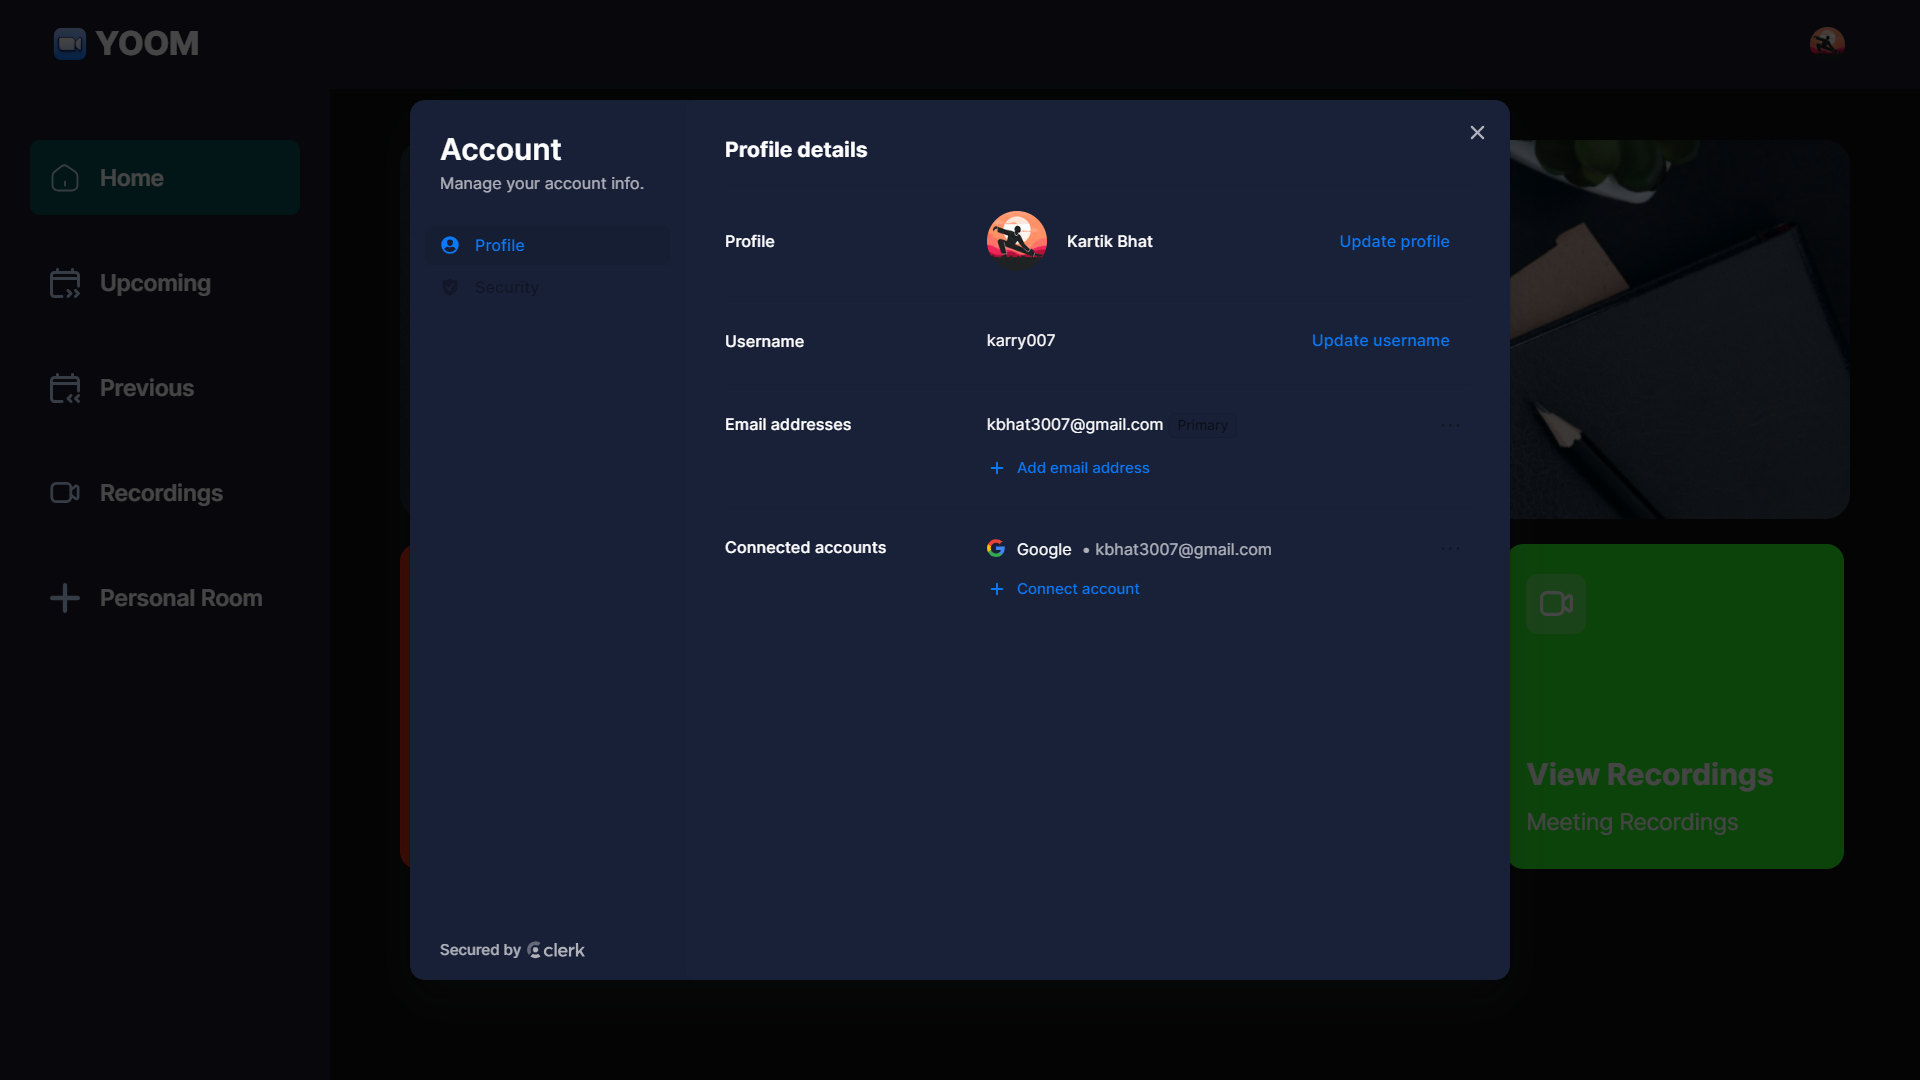 YOOM
Home
Upcoming
Previous
Recordings
Personal Room
Account
Manage your account info.
Profile
Security
Secured by clerk
Profile details
Profile
Kartik Bhat
Update profile
Username
karry007
Update username
Email addresses
kbhat3007@gmail.com Primary
Add email address
Connected accounts
Google • kbhat3007@gmail.com
Connect account
View Recordings
Meeting Recordings